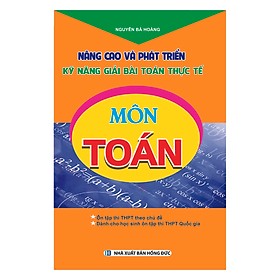 NGUYỄN BÁ HOÀNG
NÂNG CAO VÀ PHÁT TRIỂN
KỸ NĂNG GIẢI BÀI TOÁN THỰC TẾ
MÔN
TOÁN
Ôn tập thi THPT theo chủ đề
Dành cho học sinh ôn tập thi THPT Quốc gia
NHÀ XUẤT BẢN HỒNG ĐỨC